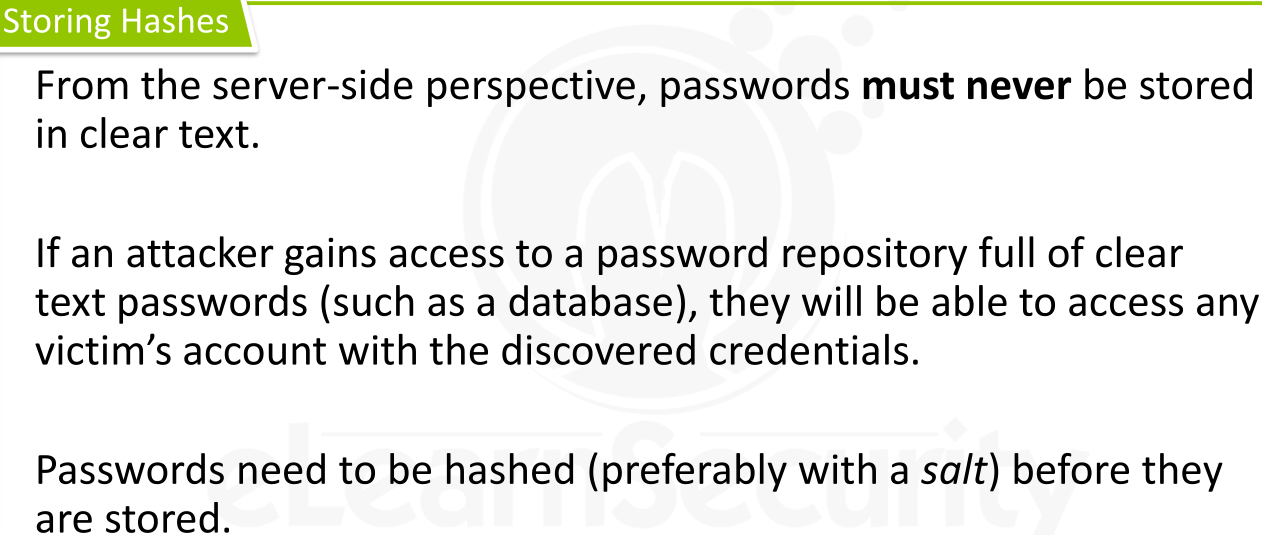 Storing Hashes
From the server-side perspective, passwords must never be stored
in clear text.
If an attacker gains access to a password repository full of clear
text passwords (such as a database), they will be able to access any
victim’s account with the discovered credentials.
Passwords need to be hashed (preferably with a salt) before they
are stored.
eLearnSecurity